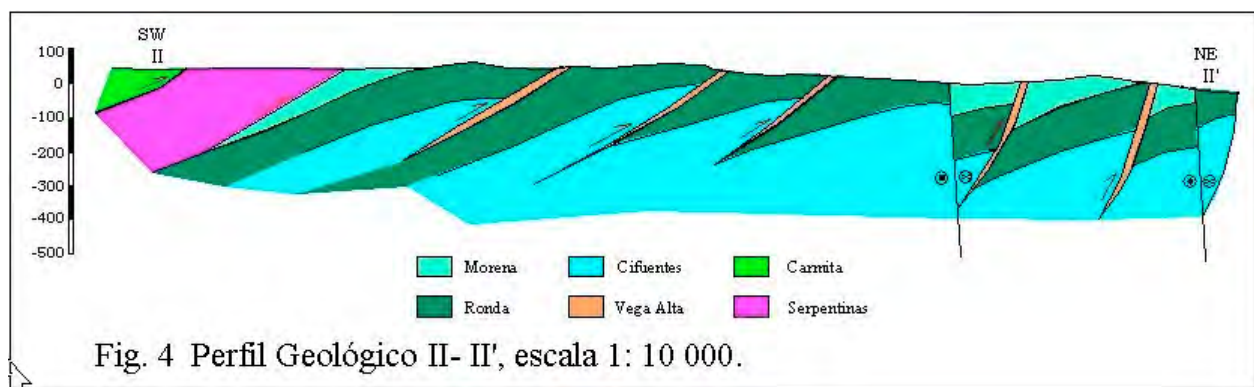 SW
II
NE
II'
100
0
-100
-200
-300
-400
-500
Morena
Cifuentes
Carmita
Ronda
Vega Alta
Serpentinas
Fig. 4 Perfil Geológico II- II', escala 1: 10 000.